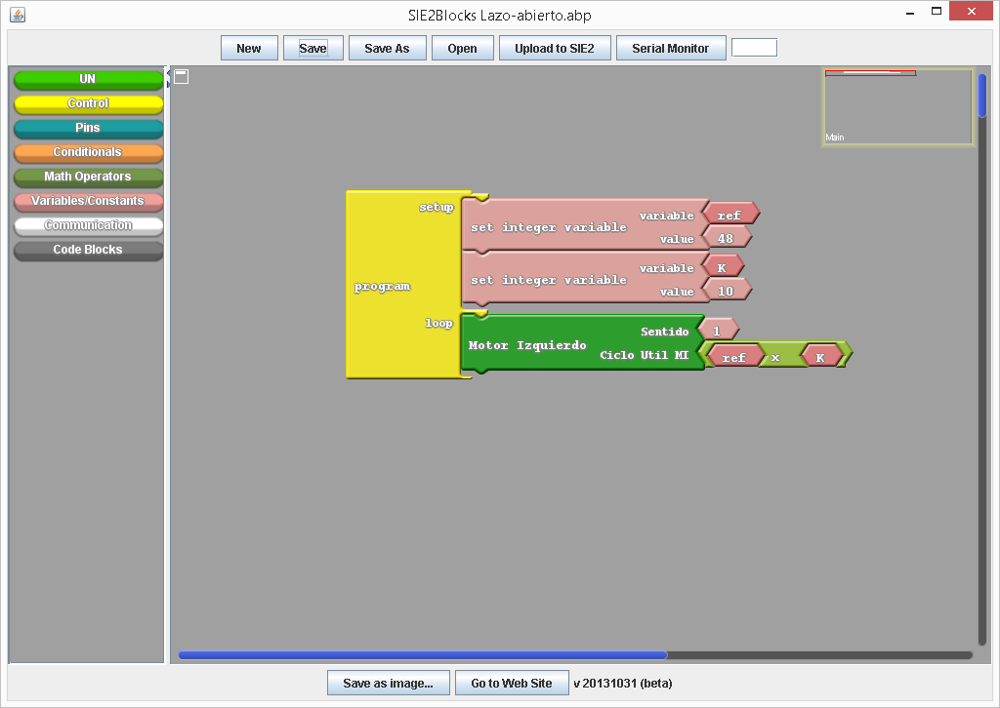 SIE2Blocks Lazo-abierto.abp
New Save Save As Open Upload to SIE2 Serial Monitor
UN
Control
Pins
Conditionals
Math Operators
Variables/Constants
Communication
Code Blocks
Main
program
setup
set integer variable
variable ref
value 48
set integer variable
variable K
value 10
loop
Motor Izquierdo
Sentido 1
Ciclo Util MI ref x K
Save as image... Go to Web Site v 20131031 (beta)